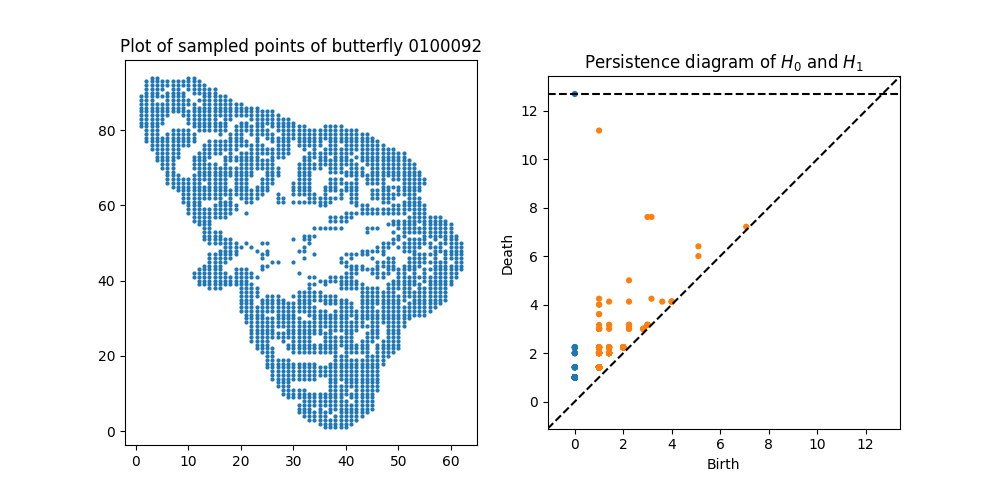 Plot of sampled points of butterfly 0100092
80
60
40
20
0
0 10 20 30 40 50 60
Persistence diagram of $H_0$ and $H_1$
Death
12
10
8
6
4
2
0
0 2 4 6 8 10 12
Birth